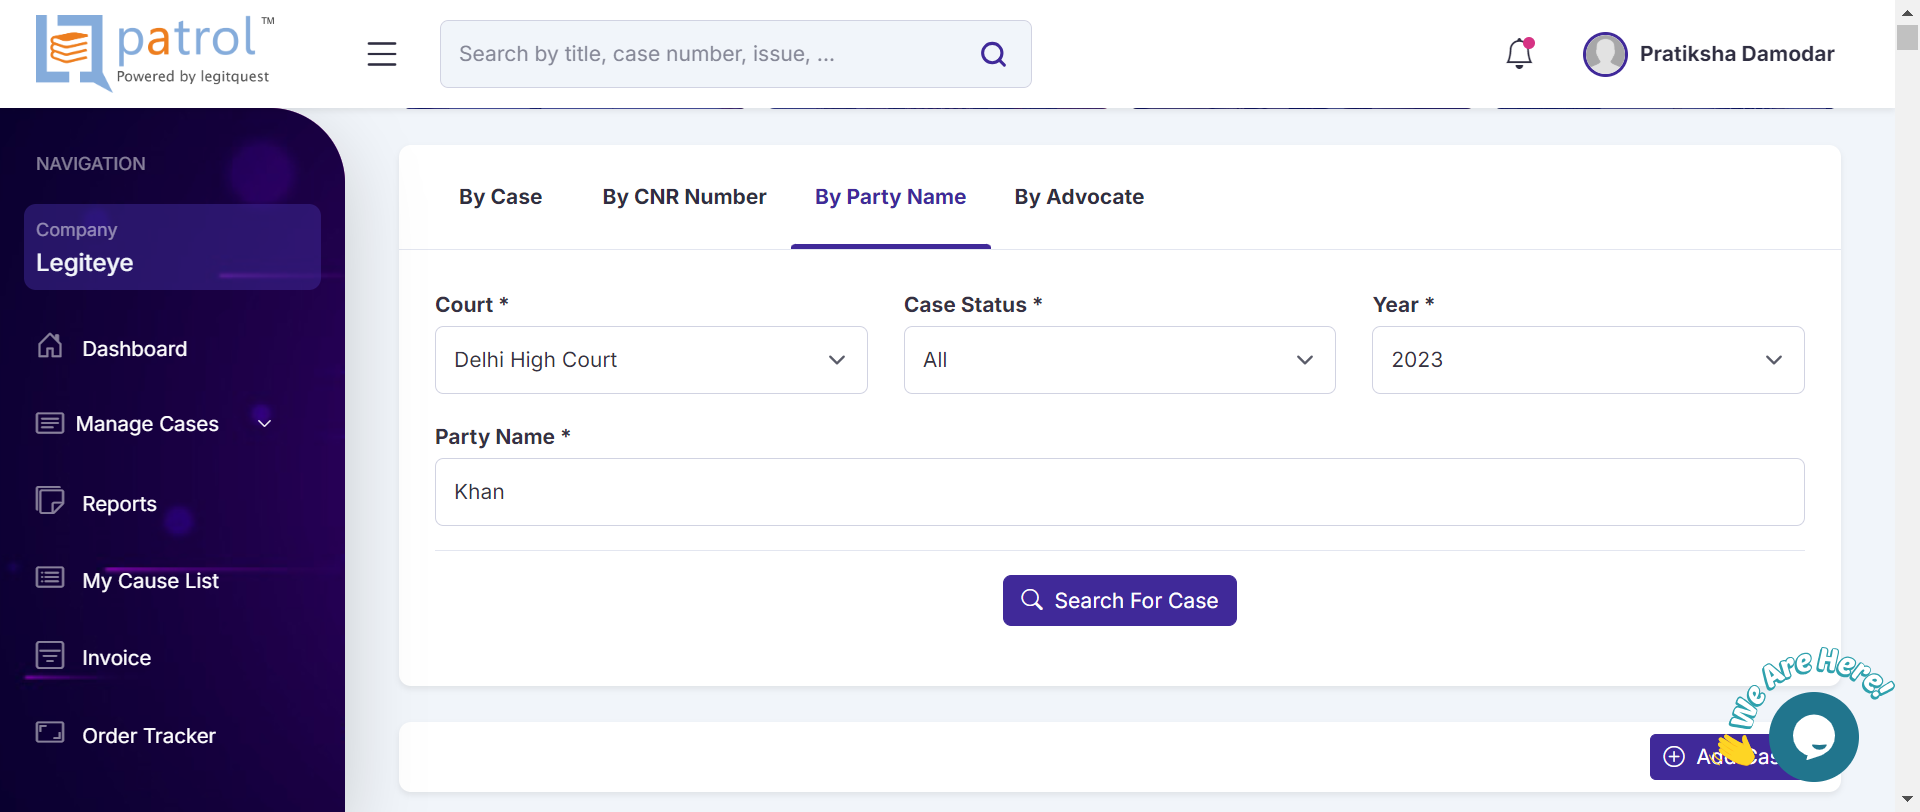 patrol ™
Powered by legitquest
Search by title, case number, issue, ...
Pratiksha Damodar
NAVIGATION
Company
Legiteye
Dashboard
Manage Cases
Reports
My Cause List
Invoice
Order Tracker
By Case
By CNR Number
By Party Name
By Advocate
Court *
Case Status *
Year *
Delhi High Court
All
2023
Party Name *
Khan
Search For Case
We Are Here!
Add Cas